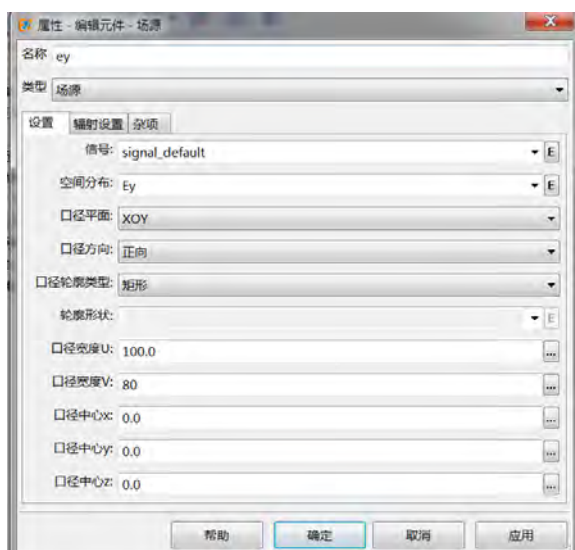 属性 - 编辑元件 - 场源
名称 ey
类型 场源
设置 辐射设置 杂项
信号: signal_default E
空间分布: Ey E
口径平面: XOY
口径方向: 正向
口径轮廓类型: 矩形
轮廓形状: E
口径宽度U: 100.0 ...
口径宽度V: 80 ...
口径中心x: 0.0 ...
口径中心y: 0.0 ...
口径中心z: 0.0 ...
帮助 确定 取消 应用